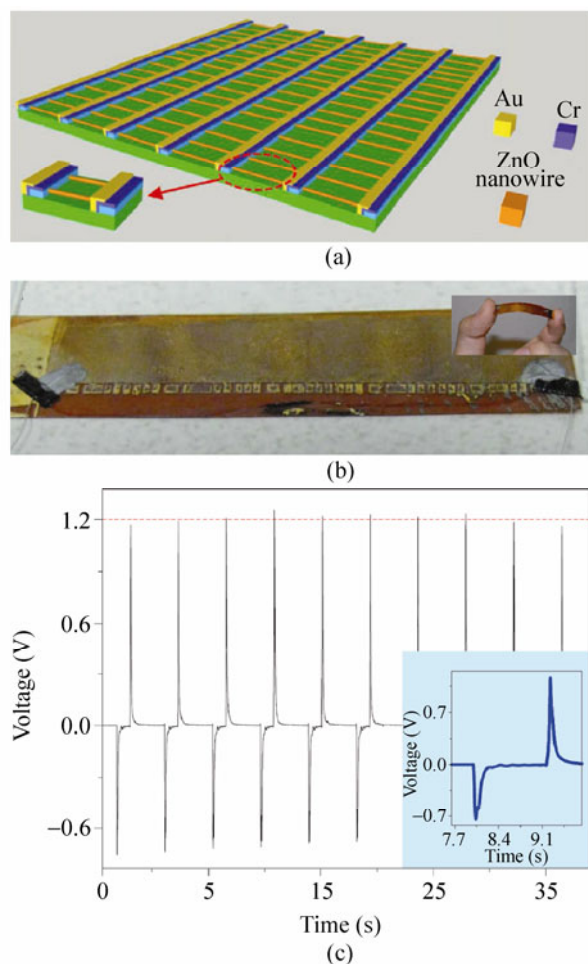 Au
Cr
ZnO
nanowire
(a)
(b)
Voltage (V)
1.2
0.6
0.0
−0.6
0
5
15
25
35
Time (s)
Voltage (V)
0.7
0.0
−0.7
7.7
8.4
9.1
Time (s)
(c)